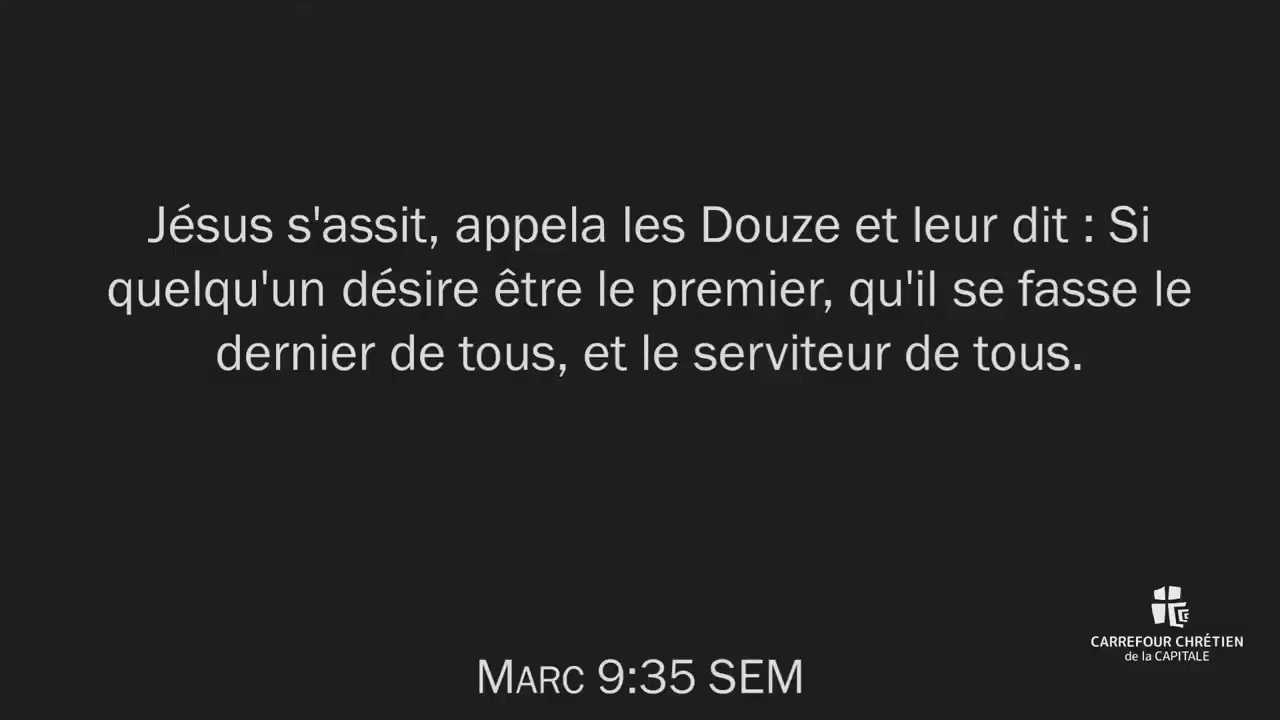 Jésus s'assit, appela les Douze et leur dit : Si
quelqu'un désire être le premier, qu'il se fasse le
dernier de tous, et le serviteur de tous.
CARREFOUR CHRÉTIEN
de la CAPITALE
MARC 9:35 SEM